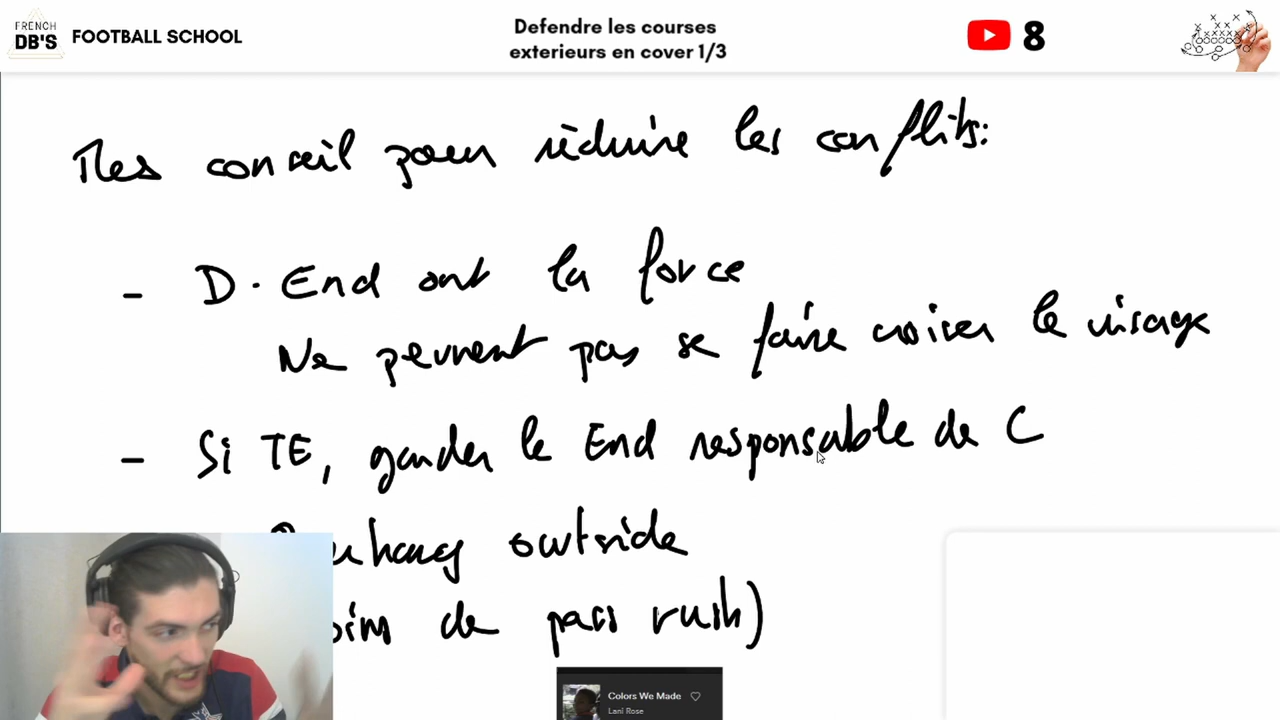 FRENCH
DB'S
FOOTBALL SCHOOL
Defendre les courses
exterieurs en cover 1/3
8
Mes conseil pour réduire les conflits:
- D. End ont la force
Ne peuvent pas se faire croiser le visage
- Si TE, garder le End responsable de C
outside
de pass rush)
Colors We Made
Lani Rose